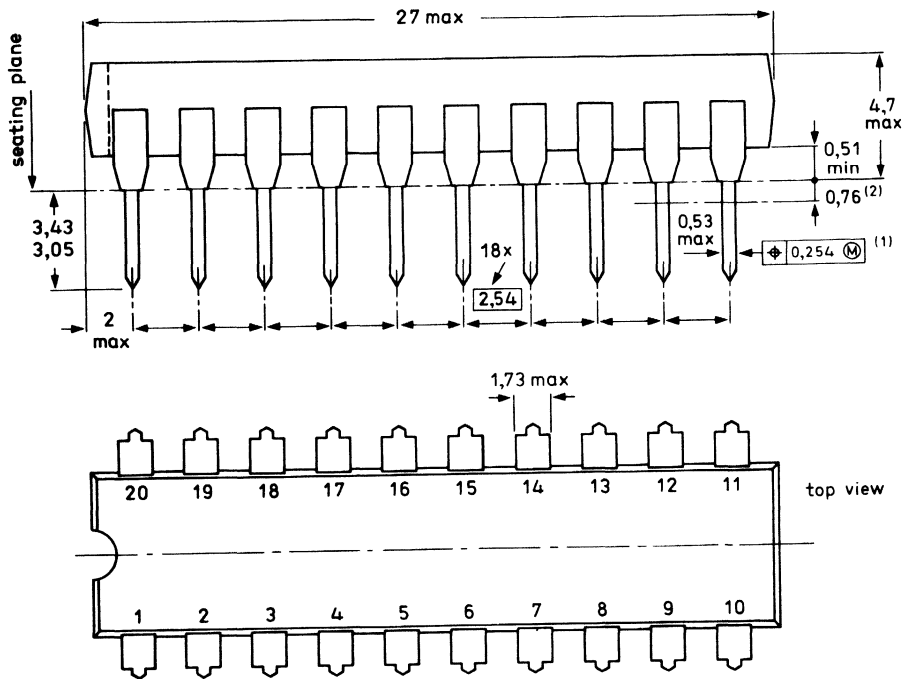 27 max
seating plane
4,7
max
0,51
min
0,76 (2)
3,43
3,05
0,53
max
⌖ 0,254 Ⓜ (1)
18x
2,54
2
max
1,73 max
20 19 18 17 16 15 14 13 12 11
top view
1 2 3 4 5 6 7 8 9 10